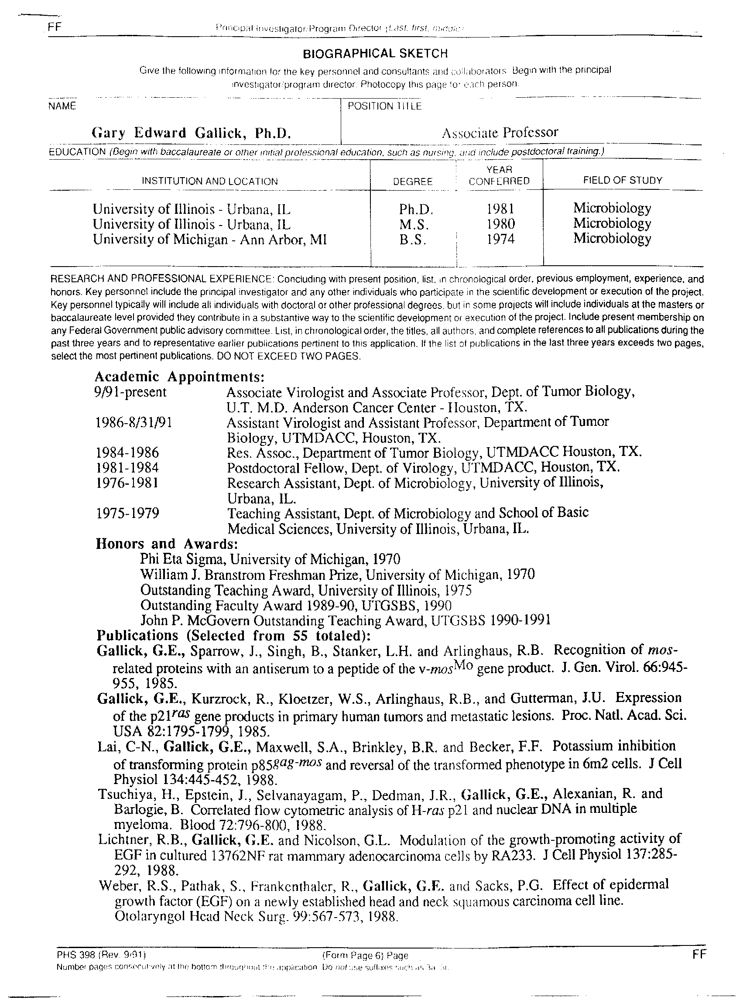 FF
Principal Investigator/Program Director (Last, first, middle):
BIOGRAPHICAL SKETCH
Give the following information for the key personnel and consultants and collaborators. Begin with the principal
investigator/program director. Photocopy this page for each person.
NAME
POSITION TITLE
Gary Edward Gallick, Ph.D.
Associate Professor
EDUCATION (Begin with baccalaureate or other initial professional education, such as nursing, and include postdoctoral training.)
INSTITUTION AND LOCATION
DEGREE
YEAR
CONFERRED
FIELD OF STUDY
University of Illinois - Urbana, IL Ph.D. 1981 Microbiology
University of Illinois - Urbana, IL M.S. 1980 Microbiology
University of Michigan - Ann Arbor, MI B.S. 1974 Microbiology
RESEARCH AND PROFESSIONAL EXPERIENCE: Concluding with present position, list, in chronological order, previous employment, experience, and
honors. Key personnel include the principal investigator and any other individuals who participate in the scientific development or execution of the project.
Key personnel typically will include all individuals with doctoral or other professional degrees, but in some projects will include individuals at the masters or
baccalaureate level provided they contribute in a substantive way to the scientific development or execution of the project. Include present membership on
any Federal Government public advisory committee. List, in chronological order, the titles, all authors, and complete references to all publications during the
past three years and to representative earlier publications pertinent to this application. If the list of publications in the last three years exceeds two pages,
select the most pertinent publications. DO NOT EXCEED TWO PAGES.
Academic Appointments:
9/91-present Associate Virologist and Associate Professor, Dept. of Tumor Biology,
U.T. M.D. Anderson Cancer Center - Houston, TX.
1986-8/31/91 Assistant Virologist and Assistant Professor, Department of Tumor
Biology, UTMDACC, Houston, TX.
1984-1986 Res. Assoc., Department of Tumor Biology, UTMDACC Houston, TX.
1981-1984 Postdoctoral Fellow, Dept. of Virology, UTMDACC, Houston, TX.
1976-1981 Research Assistant, Dept. of Microbiology, University of Illinois,
Urbana, IL.
1975-1979 Teaching Assistant, Dept. of Microbiology and School of Basic
Medical Sciences, University of Illinois, Urbana, IL.
Honors and Awards:
Phi Eta Sigma, University of Michigan, 1970
William J. Branstrom Freshman Prize, University of Michigan, 1970
Outstanding Teaching Award, University of Illinois, 1975
Outstanding Faculty Award 1989-90, UTGSBS, 1990
John P. McGovern Outstanding Teaching Award, UTGSBS 1990-1991
Publications (Selected from 55 totaled):
Gallick, G.E., Sparrow, J., Singh, B., Stanker, L.H. and Arlinghaus, R.B. Recognition of mos-
related proteins with an antiserum to a peptide of the v-mosMo gene product. J. Gen. Virol. 66:945-
955, 1985.
Gallick, G.E., Kurzrock, R., Kloetzer, W.S., Arlinghaus, R.B., and Gutterman, J.U. Expression
of the p21ras gene products in primary human tumors and metastatic lesions. Proc. Natl. Acad. Sci.
USA 82:1795-1799, 1985.
Lai, C-N., Gallick, G.E., Maxwell, S.A., Brinkley, B.R. and Becker, F.F. Potassium inhibition
of transforming protein p85gag-mos and reversal of the transformed phenotype in 6m2 cells. J Cell
Physiol 134:445-452, 1988.
Tsuchiya, H., Epstein, J., Selvanayagam, P., Dedman, J.R., Gallick, G.E., Alexanian, R. and
Barlogie, B. Correlated flow cytometric analysis of H-ras p21 and nuclear DNA in multiple
myeloma. Blood 72:796-800, 1988.
Lichtner, R.B., Gallick, G.E. and Nicolson, G.L. Modulation of the growth-promoting activity of
EGF in cultured 13762NF rat mammary adenocarcinoma cells by RA233. J Cell Physiol 137:285-
292, 1988.
Weber, R.S., Pathak, S., Frankenthaler, R., Gallick, G.E. and Sacks, P.G. Effect of epidermal
growth factor (EGF) on a newly established head and neck squamous carcinoma cell line.
Otolaryngol Head Neck Surg. 99:567-573, 1988.
PHS 398 (Rev. 9/91) (Form Page 6) Page FF
Number pages consecutively at the bottom throughout the application. Do not use suffixes such as 3a,